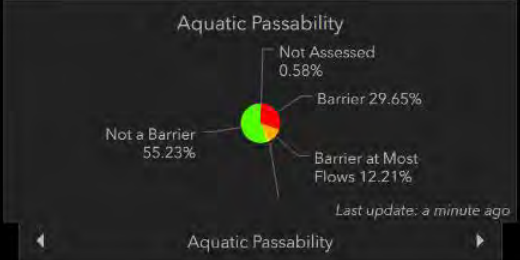 Aquatic Passability
Not Assessed
0.58%
Barrier 29.65%
Not a Barrier
55.23%
Barrier at Most
Flows 12.21%
Last update: a minute ago
Aquatic Passability